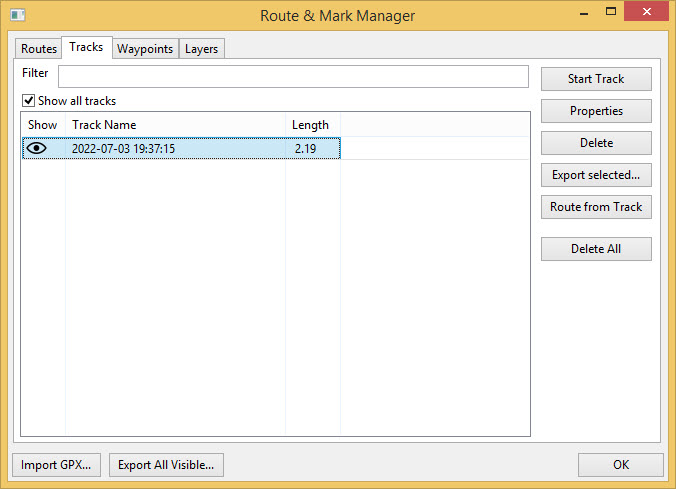 Route & Mark Manager
Routes Tracks Waypoints Layers
Filter
Show all tracks
Show Track Name Length
2022-07-03 19:37:15 2.19
Start Track
Properties
Delete
Export selected...
Route from Track
Delete All
Import GPX... Export All Visible... OK